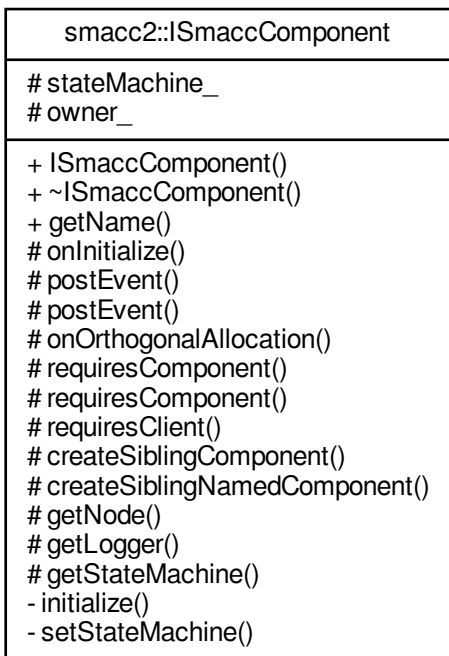 smacc2::ISmaccComponent
# stateMachine_
# owner_
+ ISmaccComponent()
+ ~ISmaccComponent()
+ getName()
# onInitialize()
# postEvent()
# postEvent()
# onOrthogonalAllocation()
# requiresComponent()
# requiresComponent()
# requiresClient()
# createSiblingComponent()
# createSiblingNamedComponent()
# getNode()
# getLogger()
# getStateMachine()
- initialize()
- setStateMachine()